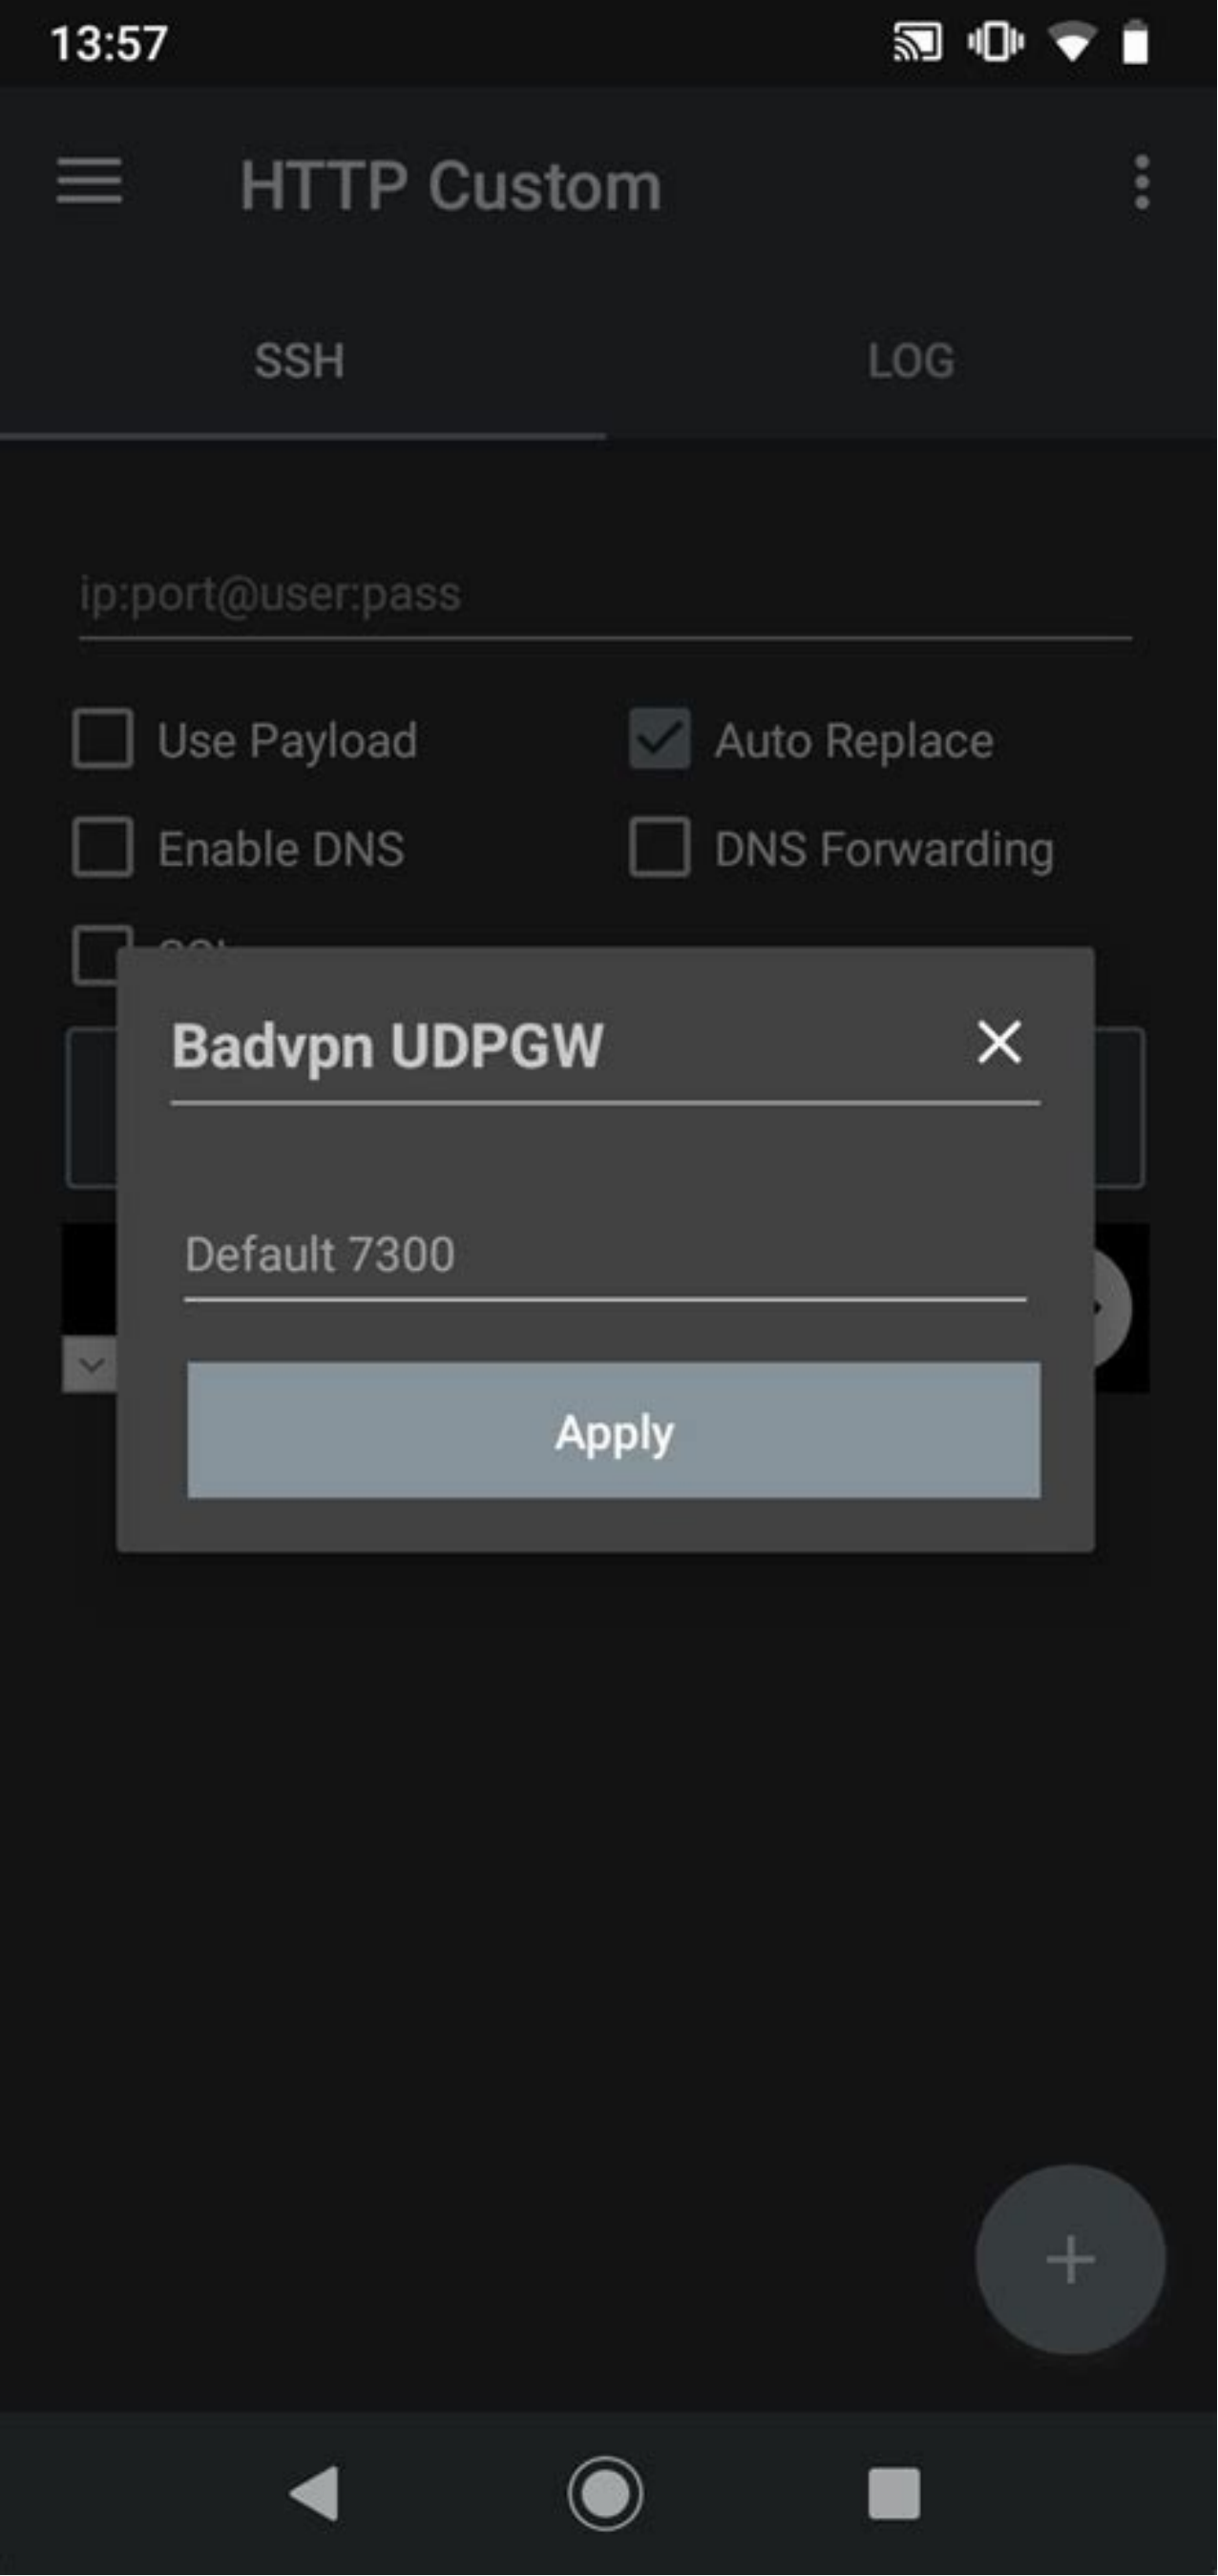 13:57
HTTP Custom
SSH
LOG
ip:port@user:pass
Use Payload
Auto Replace
Enable DNS
DNS Forwarding
Badvpn UDPGW
Default 7300
Apply